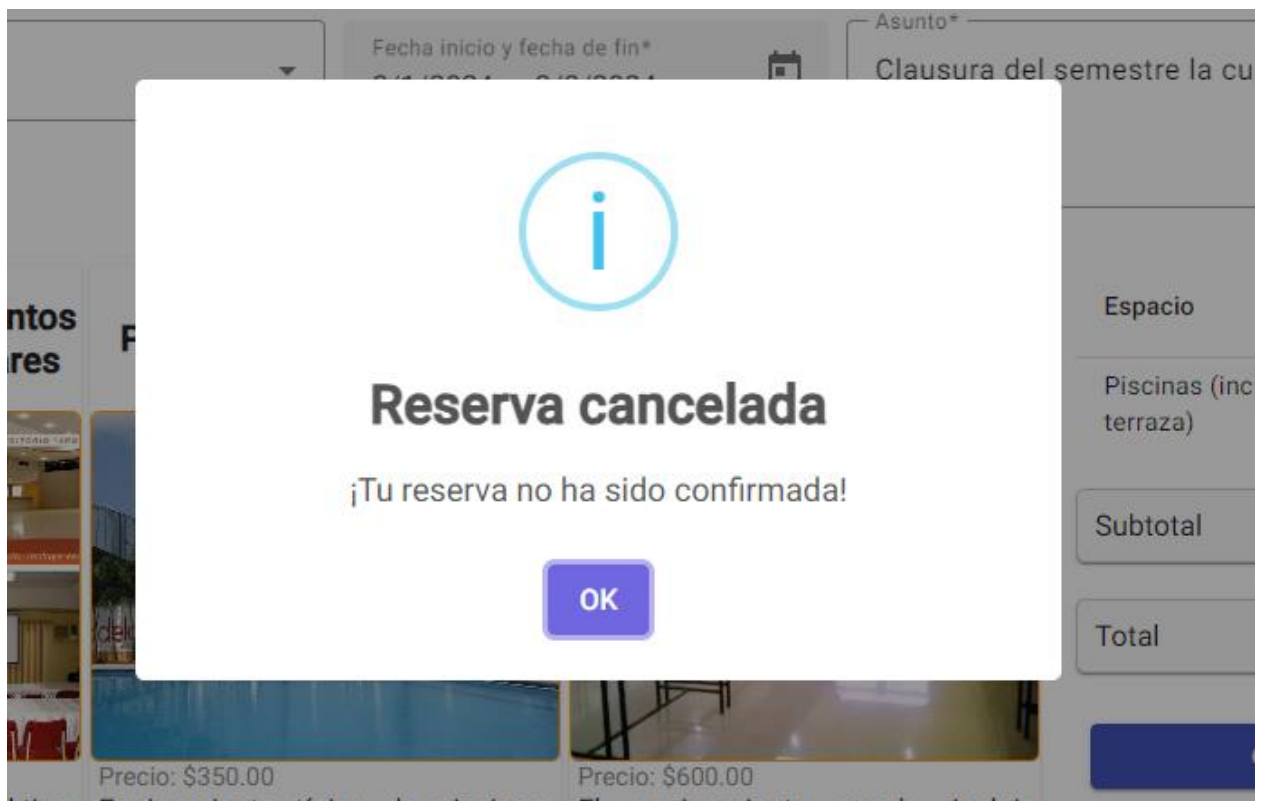 Asunto*
Fecha inicio y fecha de fin*
Clausura del semestre la cu
i
Reserva cancelada
¡Tu reserva no ha sido confirmada!
OK
ntos
res
Espacio
Piscinas (inc
terraza)
Subtotal
Total
Precio: $350.00
Precio: $600.00